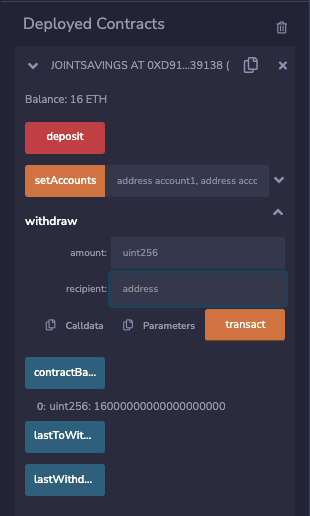 Deployed Contracts
JOINTSAVINGS AT 0XD91...39138 (
Balance: 16 ETH
deposit
setAccounts address account1, address accc
withdraw
amount: uint256
recipient: address
Calldata Parameters transact
contractBa...
0: uint256: 16000000000000000000
lastToWit...
lastWithd...